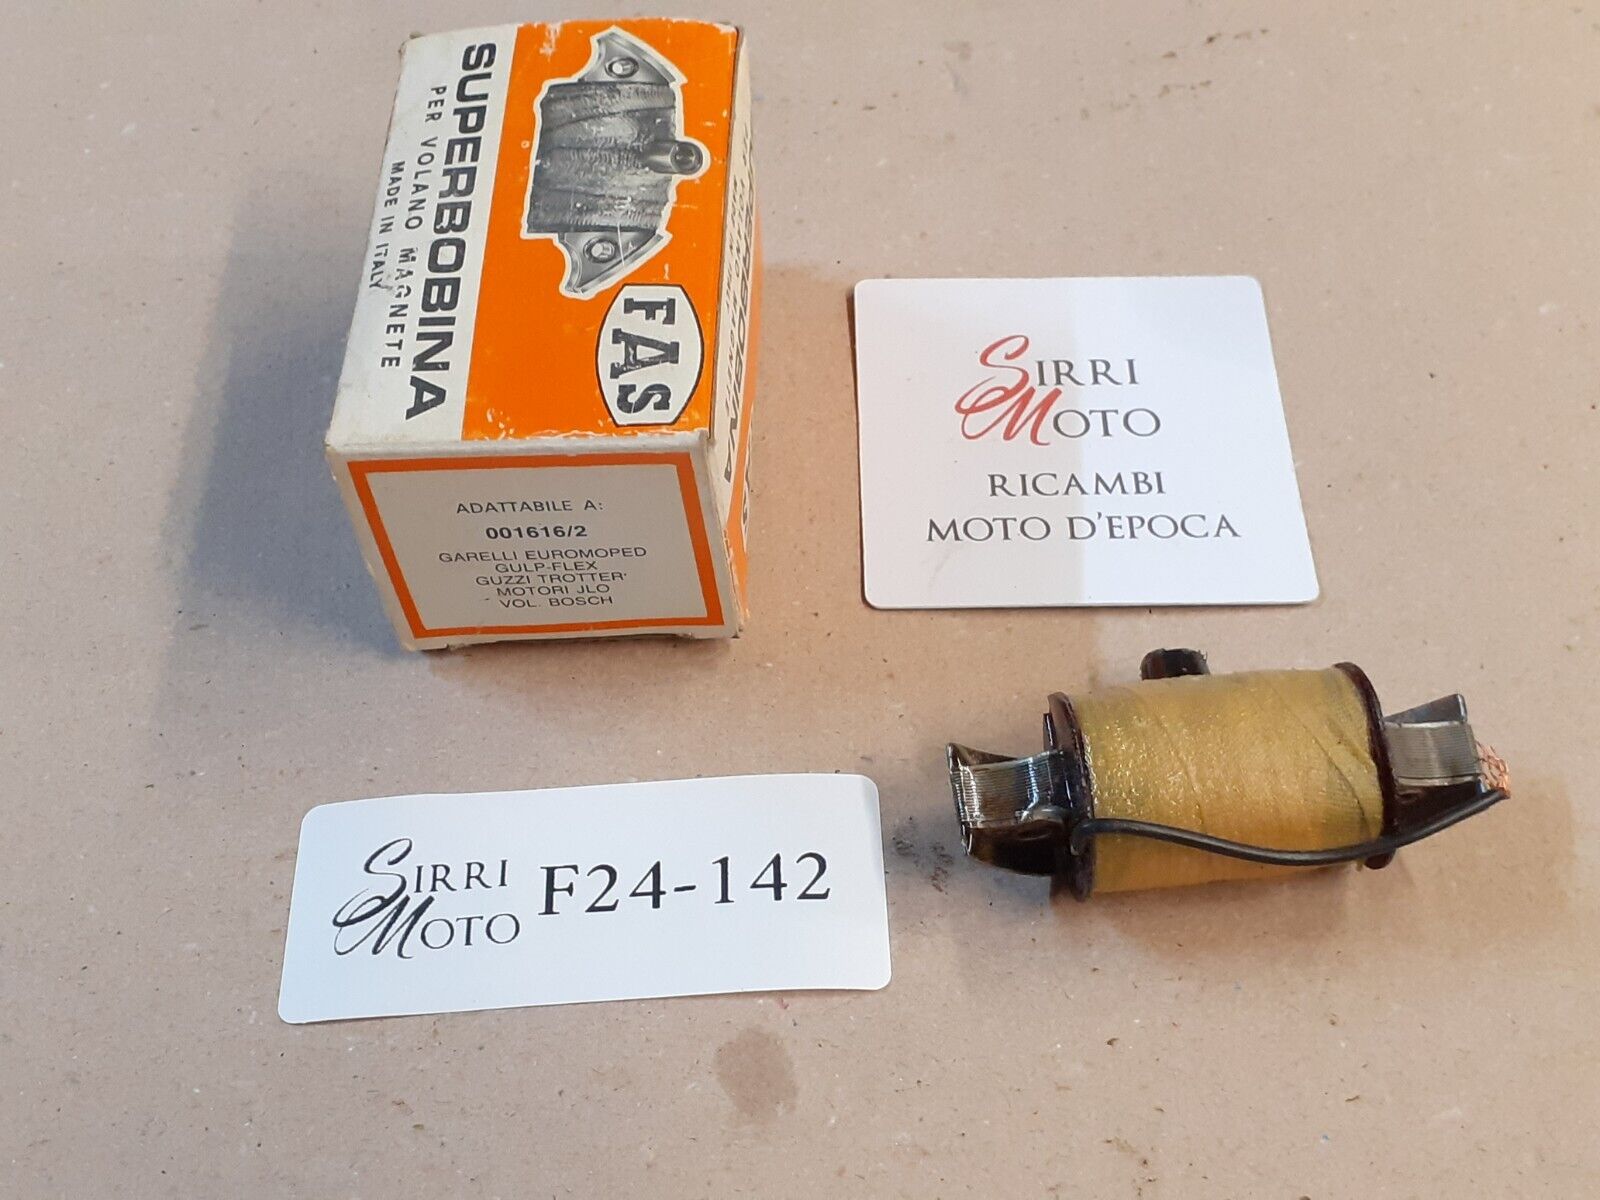 SUPERBOBINA
PER VOLANO MAGNETE
MADE IN ITALY
FAS
ADATTABILE A:
001616/2
GARELLI EUROMOPED
GULP-FLEX
GUZZI TROTTER
MOTORI JLO
VOL. BOSCH
SIRRI
MOTO
RICAMBI
MOTO D'EPOCA
SIRRI
MOTO
F24-142